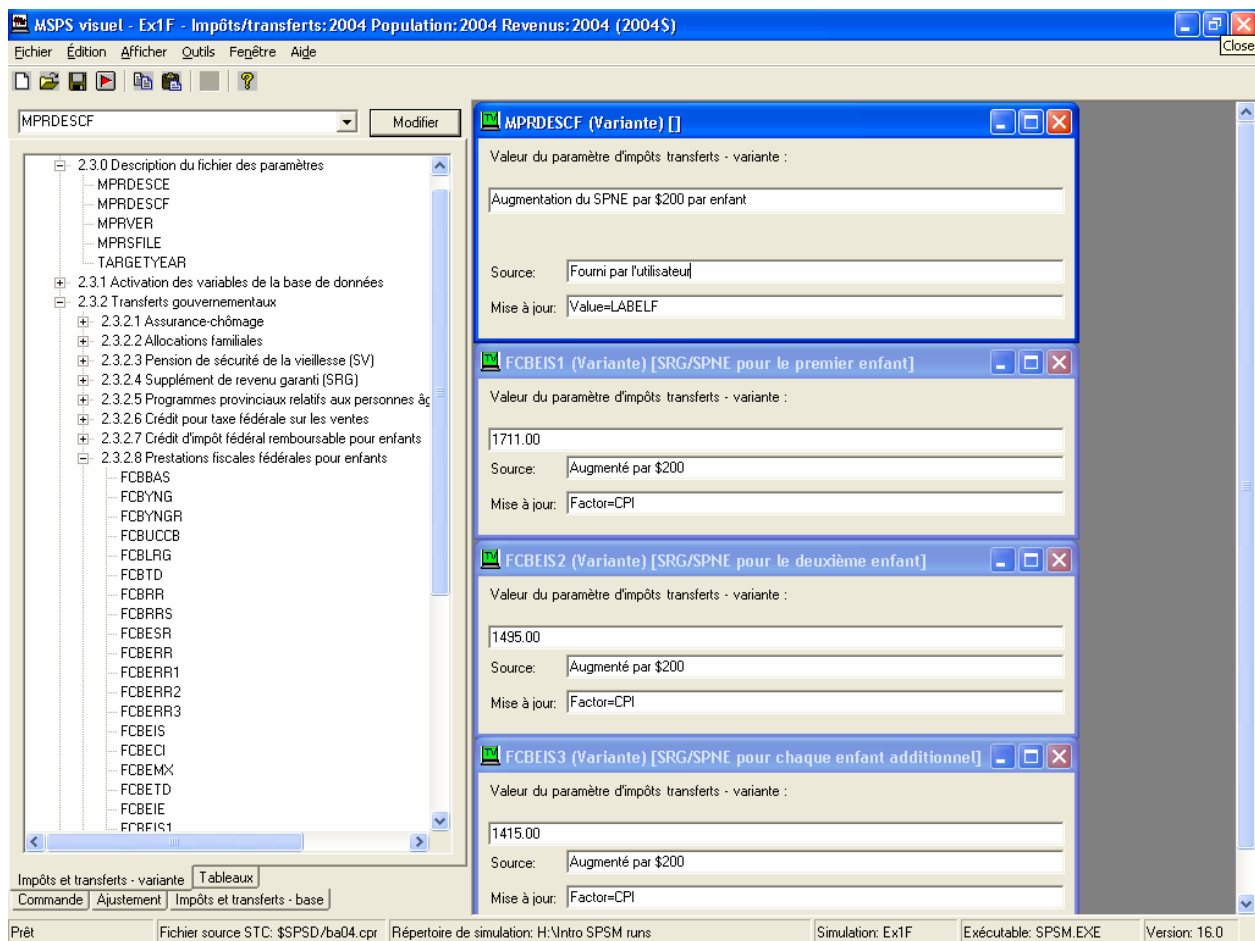 MSPS visuel - Ex1F - Impôts/transferts:2004 Population:2004 Revenus:2004 (2004$)
Close
Fichier Édition Afficher Outils Fenêtre Aide
MPRDESCF
Modifier
2.3.0 Description du fichier des paramètres
MPRDESCE
MPRDESCF
MPRVER
MPRSFILE
TARGETYEAR
2.3.1 Activation des variables de la base de données
2.3.2 Transferts gouvernementaux
2.3.2.1 Assurance-chômage
2.3.2.2 Allocations familiales
2.3.2.3 Pension de sécurité de la vieillesse (SV)
2.3.2.4 Supplément de revenu garanti (SRG)
2.3.2.5 Programmes provinciaux relatifs aux personnes âg
2.3.2.6 Crédit pour taxe fédérale sur les ventes
2.3.2.7 Crédit d'impôt fédéral remboursable pour enfants
2.3.2.8 Prestations fiscales fédérales pour enfants
FCBBAS
FCBYNG
FCBYNGR
FCBUCCB
FCBLRG
FCBTD
FCBRR
FCBRRS
FCBESR
FCBERR
FCBERR1
FCBERR2
FCBERR3
FCBEIS
FCBECI
FCBEMX
FCBETD
FCBEIE
FCBEIS1
Impôts et transferts - variante Tableaux
Commande Ajustement Impôts et transferts - base
MPRDESCF (Variante) []
Valeur du paramètre d'impôts transferts - variante :
Augmentation du SPNE par $200 par enfant
Source: Fourni par l'utilisateur
Mise à jour: Value=LABELF
FCBEIS1 (Variante) [SRG/SPNE pour le premier enfant]
Valeur du paramètre d'impôts transferts - variante :
1711.00
Source: Augmenté par $200
Mise à jour: Factor=CPI
FCBEIS2 (Variante) [SRG/SPNE pour le deuxième enfant]
Valeur du paramètre d'impôts transferts - variante :
1495.00
Source: Augmenté par $200
Mise à jour: Factor=CPI
FCBEIS3 (Variante) [SRG/SPNE pour chaque enfant additionnel]
Valeur du paramètre d'impôts transferts - variante :
1415.00
Source: Augmenté par $200
Mise à jour: Factor=CPI
Prêt Fichier source STC: $SPSD/ba04.cpr Répertoire de simulation: H:\Intro SPSM runs Simulation: Ex1F Exécutable: SPSM.EXE Version: 16.0